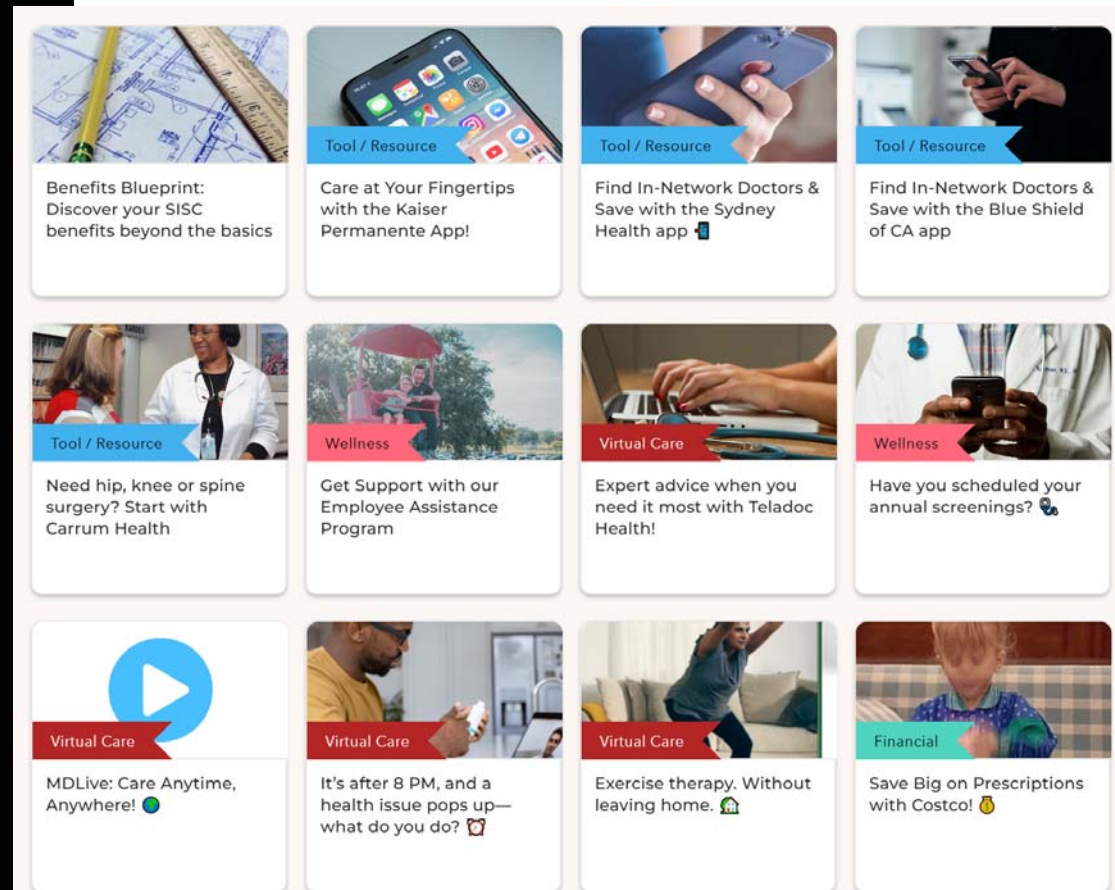 Benefits Blueprint:
Discover your SISC
benefits beyond the basics
Tool / Resource
Care at Your Fingertips
with the Kaiser
Permanente App!
Tool / Resource
Find In-Network Doctors &
Save with the Sydney
Health app 📲
Tool / Resource
Find In-Network Doctors &
Save with the Blue Shield
of CA app
Tool / Resource
Need hip, knee or spine
surgery? Start with
Carrum Health
Wellness
Get Support with our
Employee Assistance
Program
Virtual Care
Expert advice when you
need it most with Teladoc
Health!
Wellness
Have you scheduled your
annual screenings? 🩺
Virtual Care
MDLive: Care Anytime,
Anywhere! 🌎
Virtual Care
It's after 8 PM, and a
health issue pops up—
what do you do? ⏰
Virtual Care
Exercise therapy. Without
leaving home. 🏡
Financial
Save Big on Prescriptions
with Costco! 💰